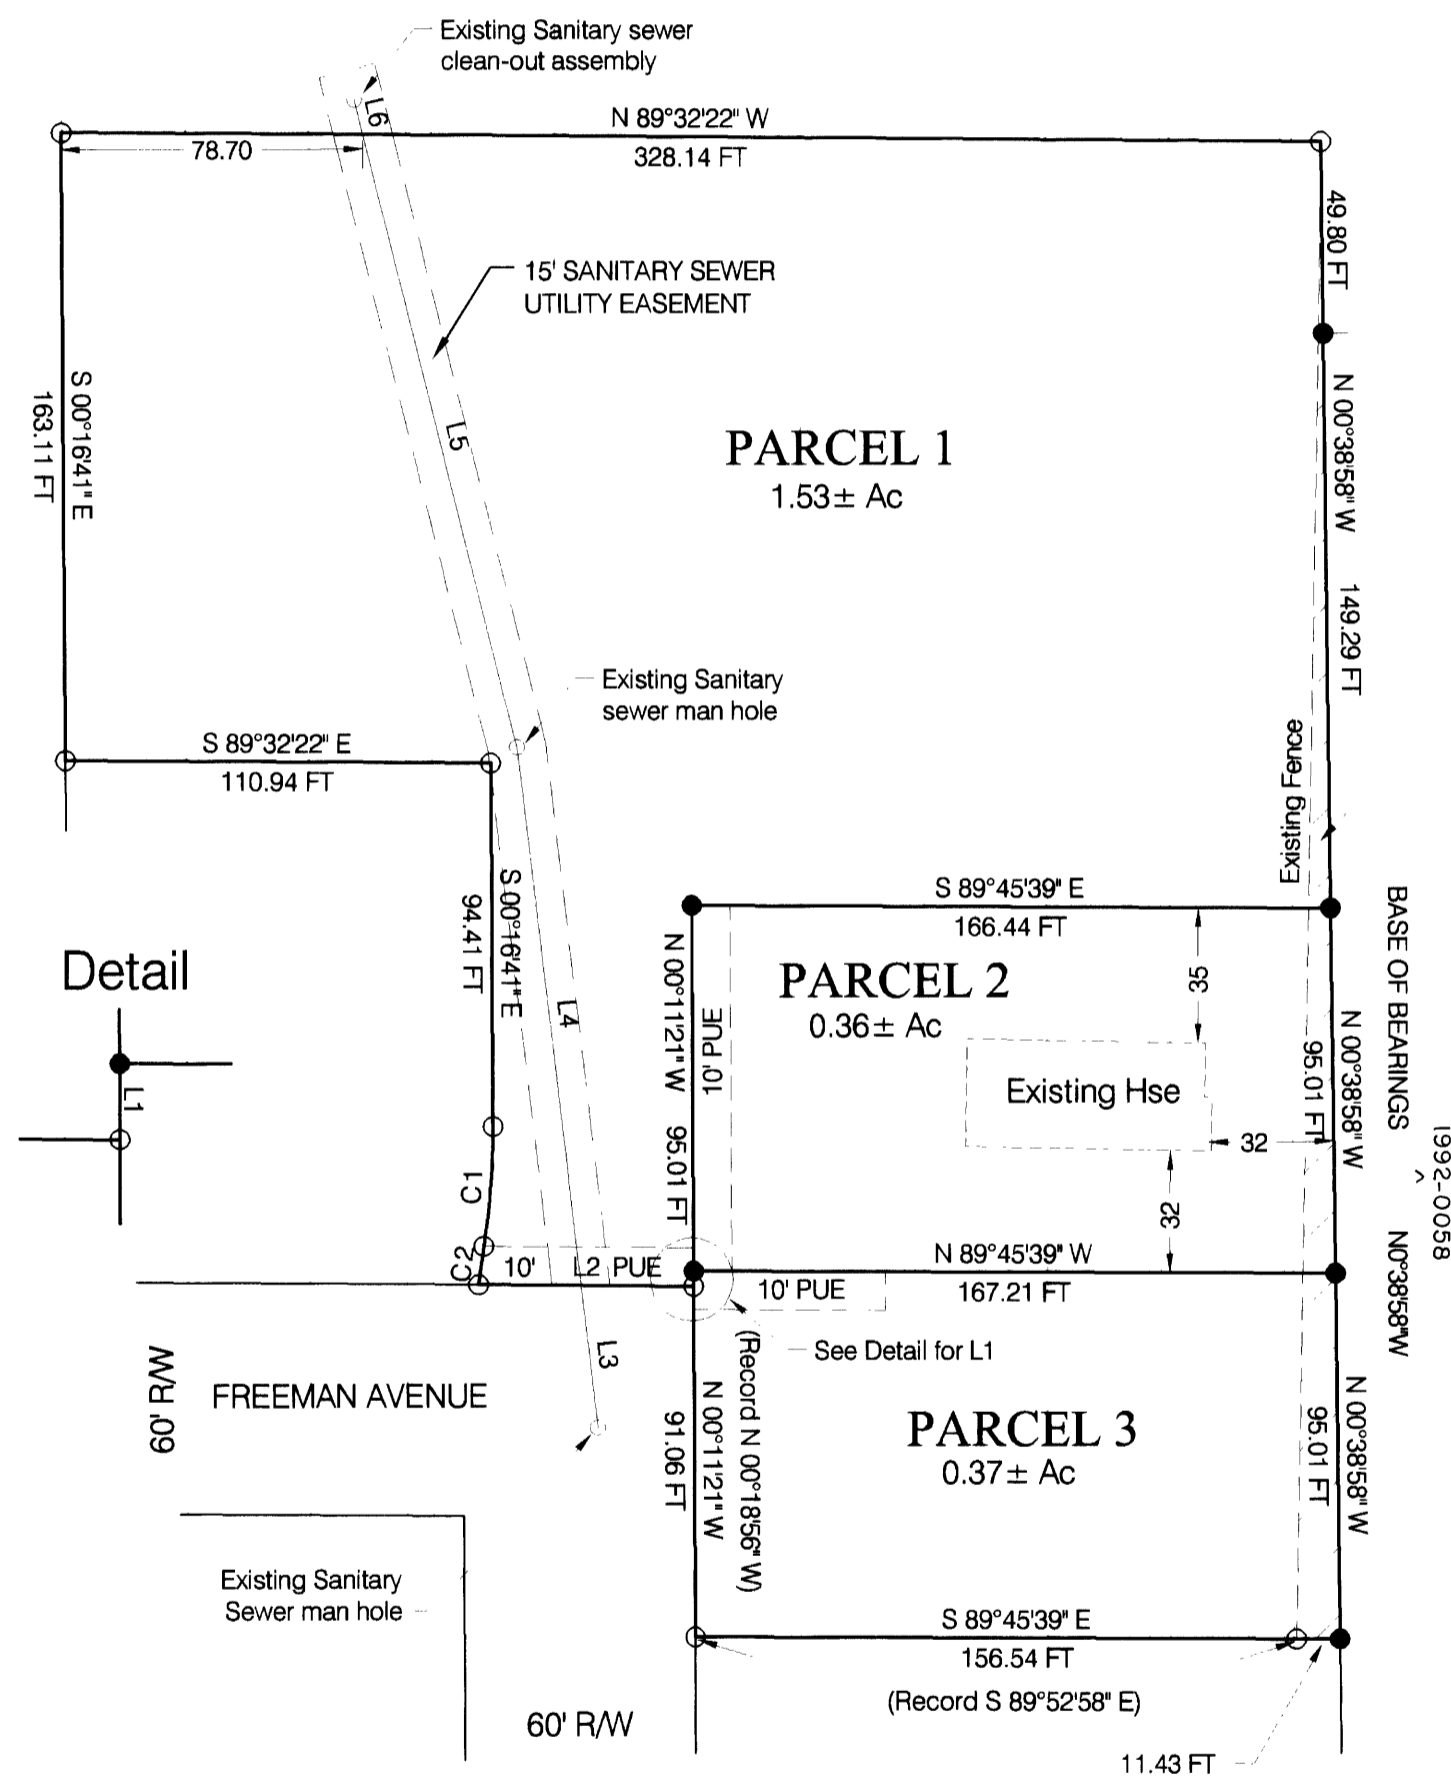 Existing Sanitary sewer
clean-out assembly
L6
N 89°32'22" W
78.70
328.14 FT
49.80 FT
15' SANITARY SEWER
UTILITY EASEMENT
S 00°16'41" E
163.11 FT
L5
PARCEL 1
1.53± Ac
N 00°38'58" W
149.29 FT
Existing Sanitary
sewer man hole
S 89°32'22" E
110.94 FT
Existing Fence
S 00°16'41" E
94.41 FT
L4
S 89°45'39" E
166.44 FT
BASE OF BEARINGS N0°38'58"W
1992-0058
^
Detail
L1
N 00°11'21" W 95.01 FT
10' PUE
PARCEL 2
0.36± Ac
35
Existing Hse
32
32
N 00°38'58" W
95.01 FT
C1
C2
10' L2 PUE
N 89°45'39" W
10' PUE
167.21 FT
See Detail for L1
L3
60' R/W
FREEMAN AVENUE
N 00°11'21" W
91.06 FT
(Record N 00°18'56" W)
PARCEL 3
0.37± Ac
N 00°38'58" W
95.01 FT
Existing Sanitary
Sewer man hole
S 89°45'39" E
156.54 FT
(Record S 89°52'58" E)
60' R/W
11.43 FT